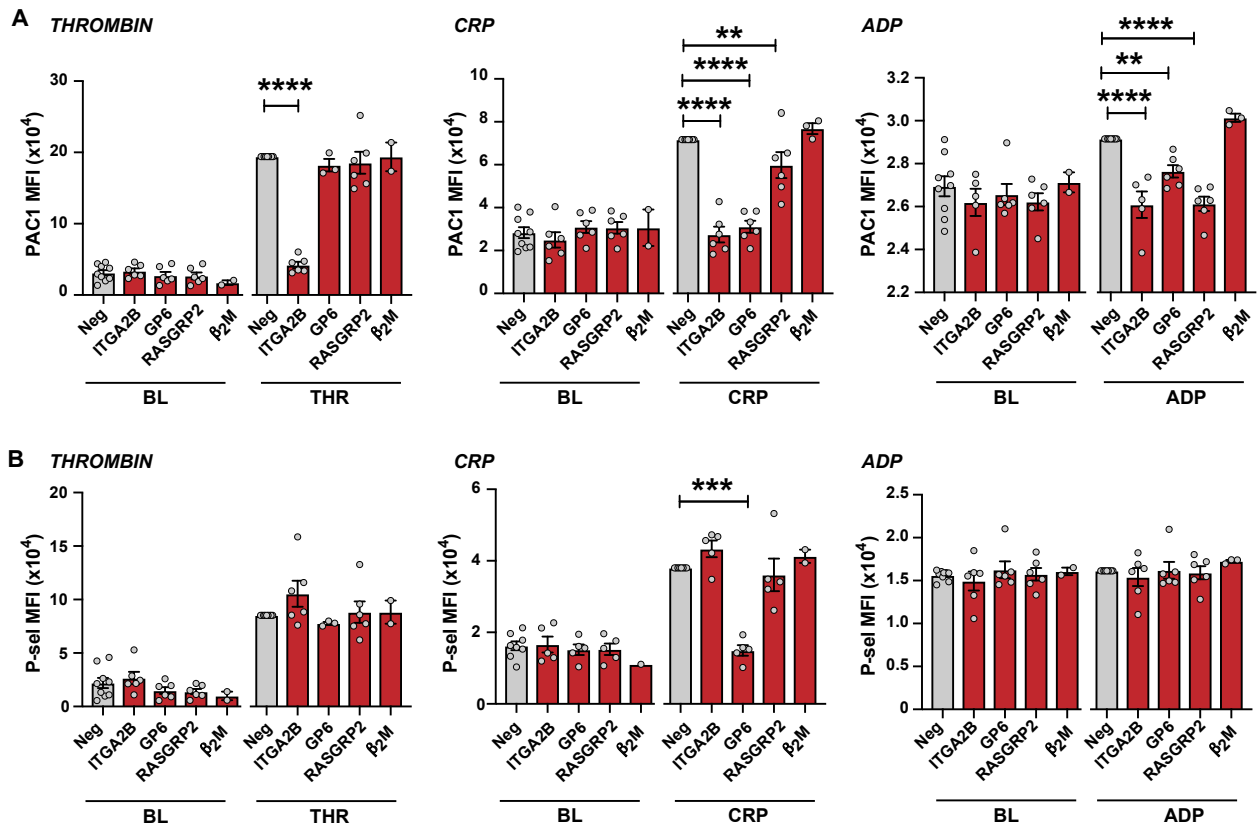 A
THROMBIN
CRP
ADP
PAC1 MFI (x10⁴)
30
20
10
0
****
Neg
ITGA2B
GP6
RASGRP2
β₂M
BL
Neg
ITGA2B
GP6
RASGRP2
β₂M
THR
PAC1 MFI (x10⁴)
10
8
6
4
2
0
**
****
****
Neg
ITGA2B
GP6
RASGRP2
β₂M
BL
Neg
ITGA2B
GP6
RASGRP2
β₂M
CRP
PAC1 MFI (x10⁴)
3.2
3.0
2.8
2.6
2.4
2.2
****
**
****
Neg
ITGA2B
GP6
RASGRP2
β₂M
BL
Neg
ITGA2B
GP6
RASGRP2
β₂M
ADP
B
THROMBIN
CRP
ADP
P-sel MFI (x10⁴)
20
15
10
5
0
Neg
ITGA2B
GP6
RASGRP2
β₂M
BL
Neg
ITGA2B
GP6
RASGRP2
β₂M
THR
P-sel MFI (x10⁴)
6
4
2
0
***
Neg
ITGA2B
GP6
RASGRP2
β₂M
BL
Neg
ITGA2B
GP6
RASGRP2
β₂M
CRP
P-sel MFI (x10⁴)
2.5
2.0
1.5
1.0
0.5
0.0
Neg
ITGA2B
GP6
RASGRP2
β₂M
BL
Neg
ITGA2B
GP6
RASGRP2
β₂M
ADP